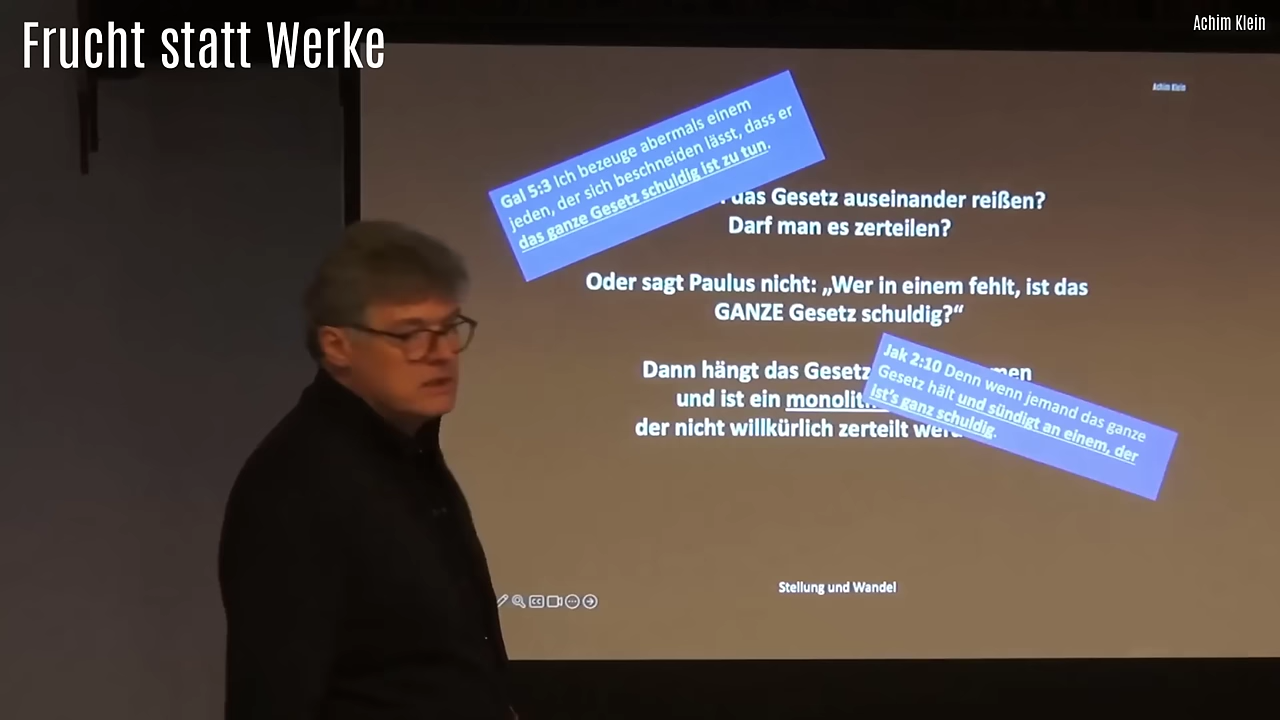 Frucht statt Werke
Achim Klein
Achim Klein
Gal 5:3 Ich bezeuge abermals einem
jeden, der sich beschneiden lässt, dass er
das ganze Gesetz schuldig ist zu tun.
das Gesetz auseinander reißen?
Darf man es zerteilen?
Oder sagt Paulus nicht: „Wer in einem fehlt, ist das
GANZE Gesetz schuldig?“
Dann hängt das Gesetz
und ist ein
der nicht willkürlich zerteilt
Jak 2:10 Denn wenn jemand das ganze
Gesetz hält und sündigt an einem, der
ist's ganz schuldig.
Stellung und Wandel
CC